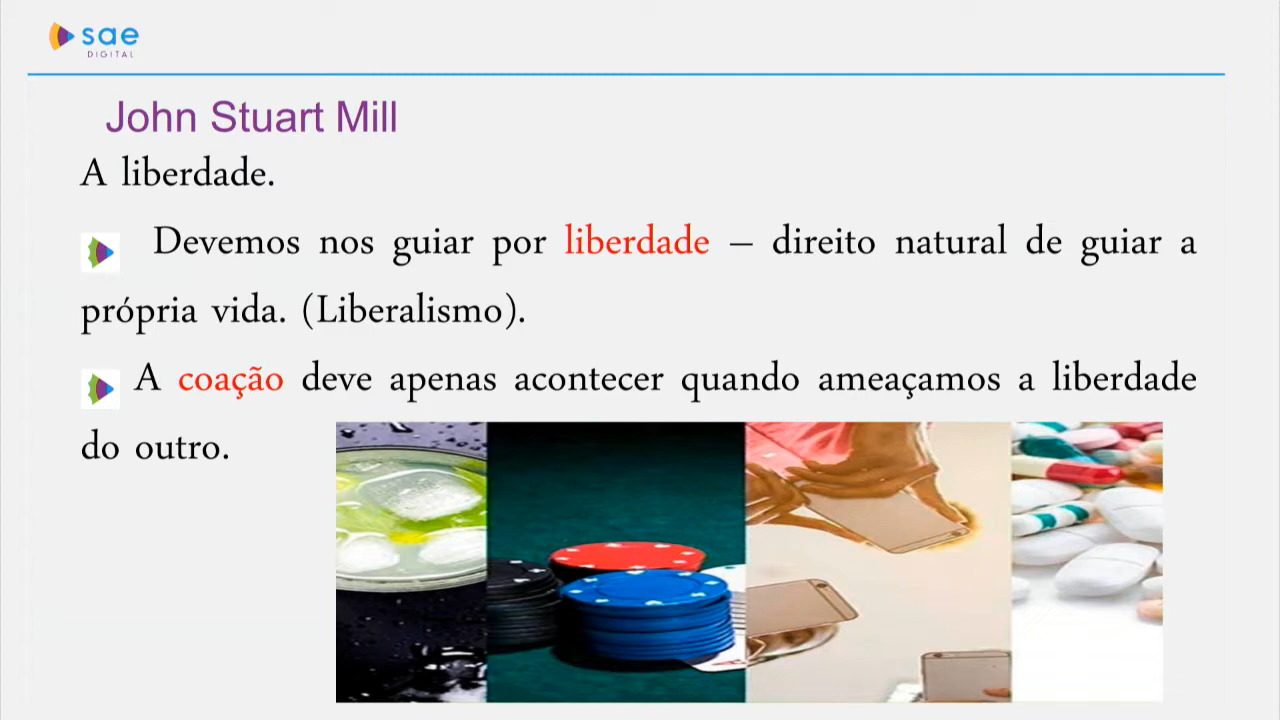 sae
DIGITAL
John Stuart Mill
A liberdade.
Devemos nos guiar por liberdade – direito natural de guiar a
própria vida. (Liberalismo).
A coação deve apenas acontecer quando ameaçamos a liberdade
do outro.